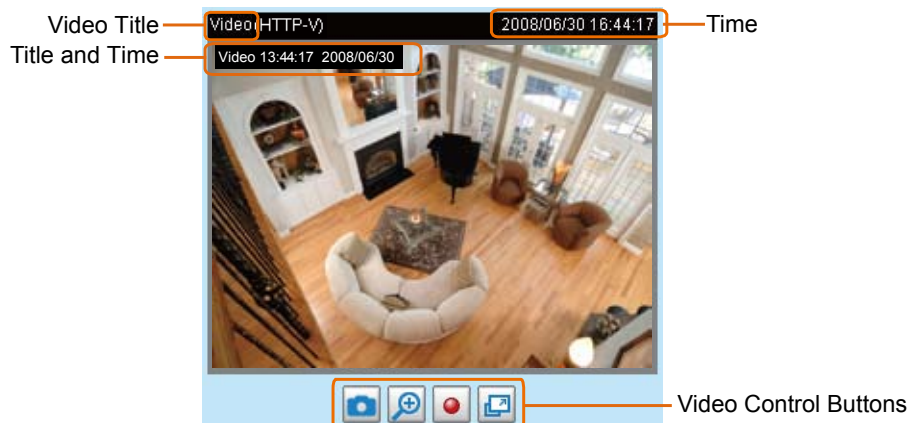 Video Title
Video(HTTP-V)
2008/06/30 16:44:17
Time
Title and Time
Video 13:44:17 2008/06/30
Video Control Buttons